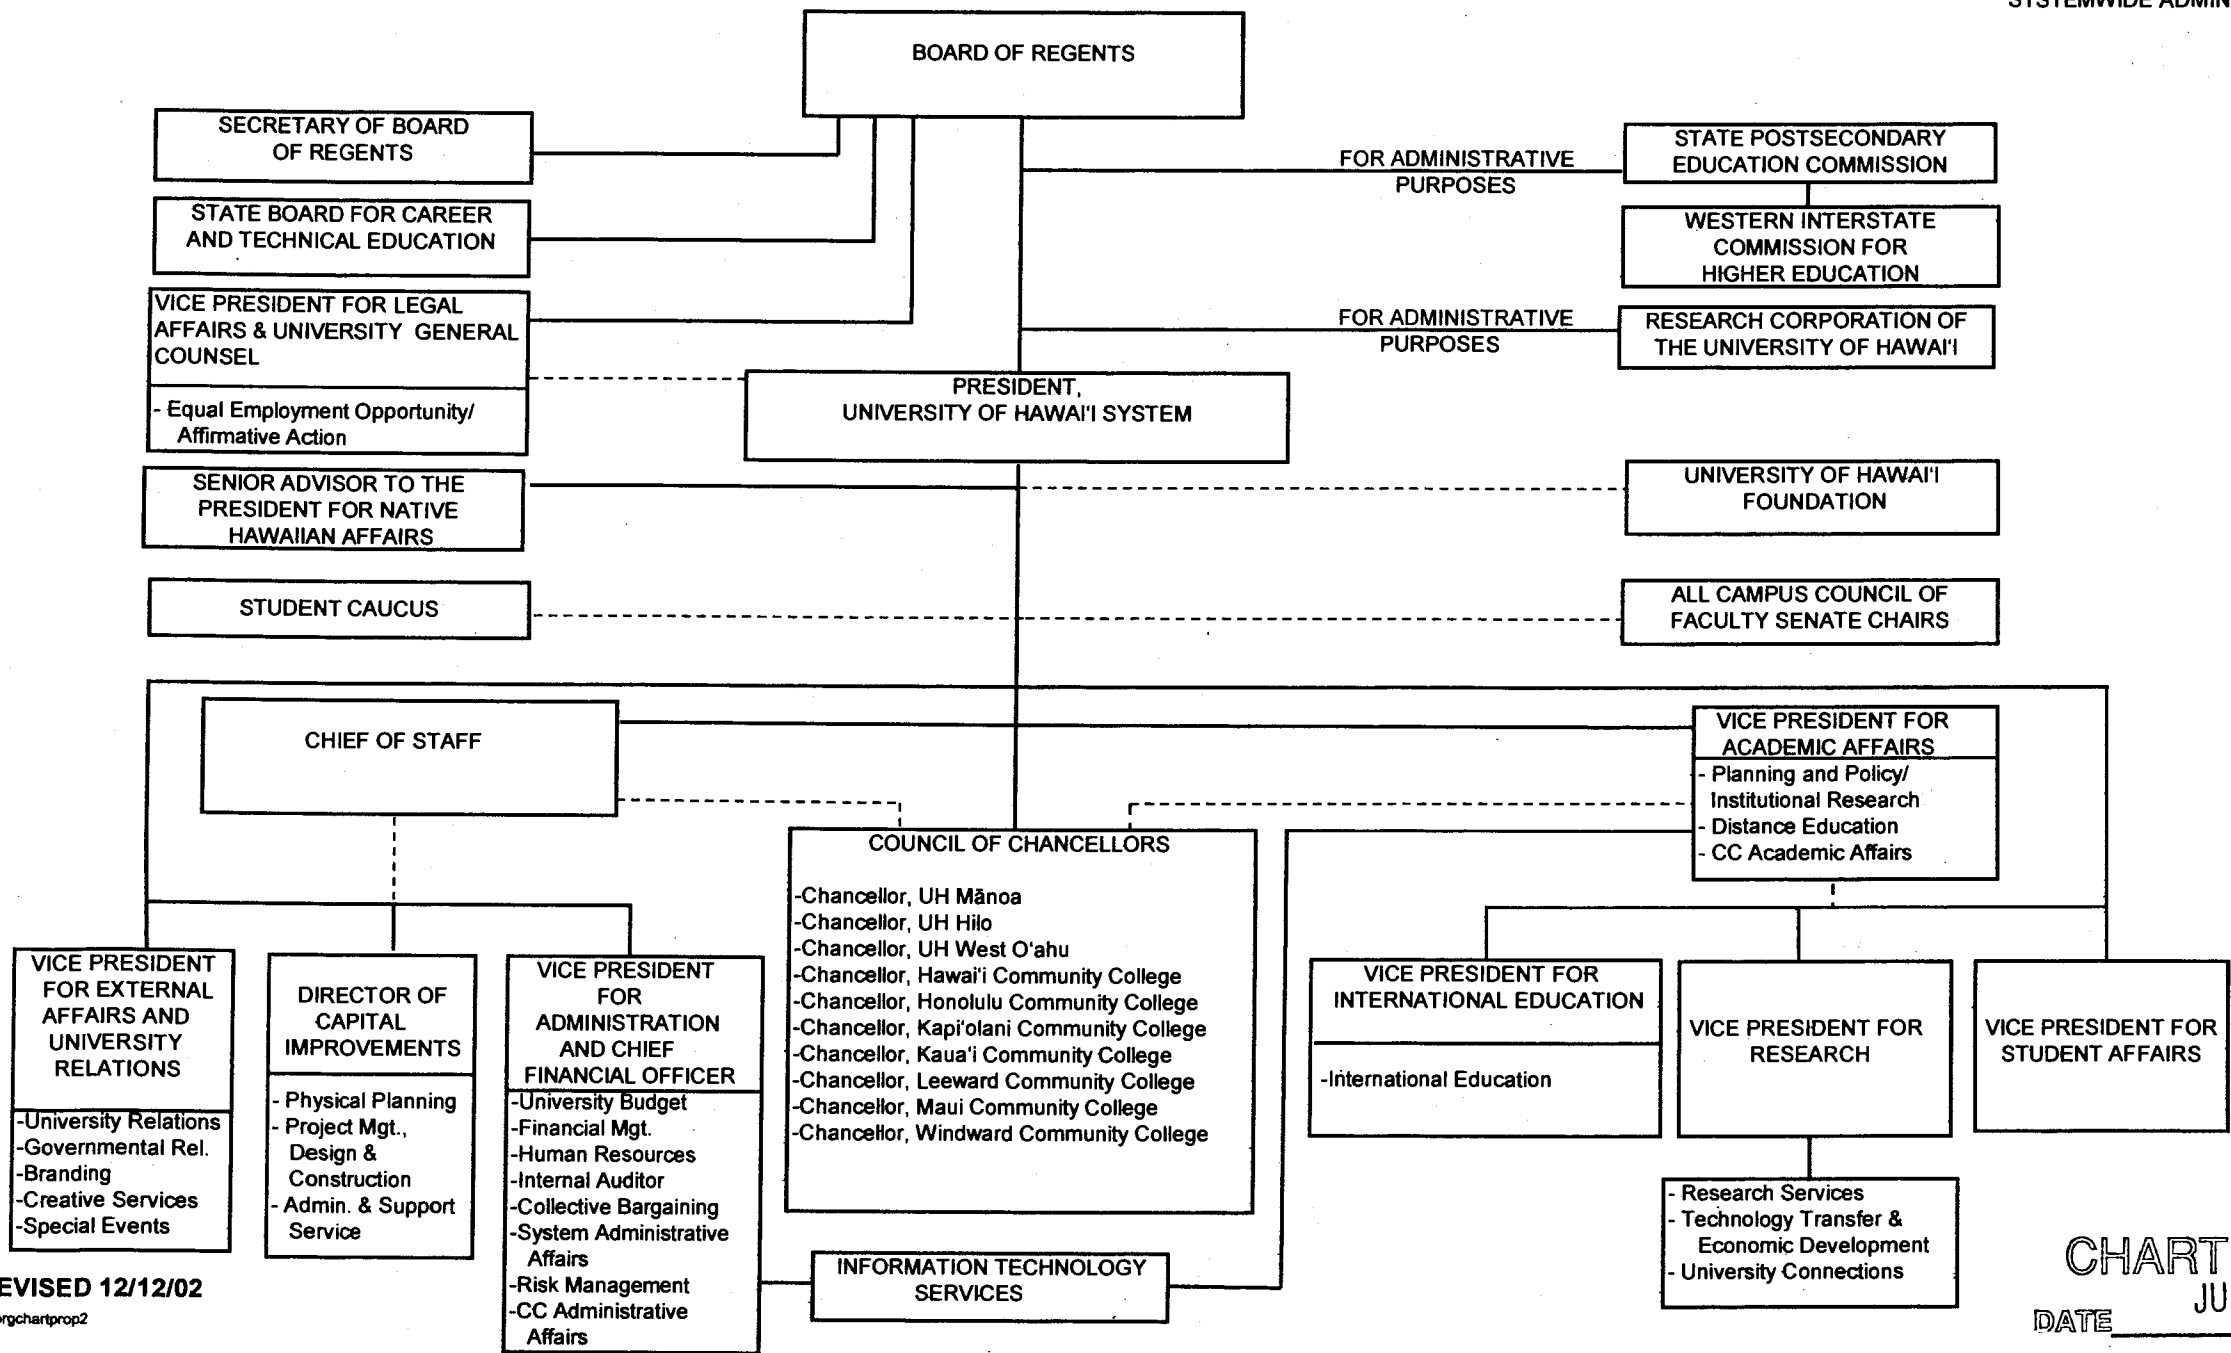 SYSTEMWIDE ADMIN
BOARD OF REGENTS
SECRETARY OF BOARD
OF REGENTS
STATE BOARD FOR CAREER
AND TECHNICAL EDUCATION
VICE PRESIDENT FOR LEGAL
AFFAIRS & UNIVERSITY GENERAL
COUNSEL
- Equal Employment Opportunity/
Affirmative Action
FOR ADMINISTRATIVE
PURPOSES
STATE POSTSECONDARY
EDUCATION COMMISSION
WESTERN INTERSTATE
COMMISSION FOR
HIGHER EDUCATION
FOR ADMINISTRATIVE
PURPOSES
RESEARCH CORPORATION OF
THE UNIVERSITY OF HAWAI'I
PRESIDENT,
UNIVERSITY OF HAWAI'I SYSTEM
SENIOR ADVISOR TO THE
PRESIDENT FOR NATIVE
HAWAIIAN AFFAIRS
UNIVERSITY OF HAWAI'I
FOUNDATION
STUDENT CAUCUS
ALL CAMPUS COUNCIL OF
FACULTY SENATE CHAIRS
CHIEF OF STAFF
VICE PRESIDENT FOR
ACADEMIC AFFAIRS
- Planning and Policy/
Institutional Research
- Distance Education
- CC Academic Affairs
COUNCIL OF CHANCELLORS
-Chancellor, UH Mānoa
-Chancellor, UH Hilo
-Chancellor, UH West O'ahu
-Chancellor, Hawai'i Community College
-Chancellor, Honolulu Community College
-Chancellor, Kapi'olani Community College
-Chancellor, Kaua'i Community College
-Chancellor, Leeward Community College
-Chancellor, Maui Community College
-Chancellor, Windward Community College
VICE PRESIDENT
FOR EXTERNAL
AFFAIRS AND
UNIVERSITY
RELATIONS
-University Relations
-Governmental Rel.
-Branding
-Creative Services
-Special Events
DIRECTOR OF
CAPITAL
IMPROVEMENTS
- Physical Planning
- Project Mgt.,
Design &
Construction
- Admin. & Support
Service
VICE PRESIDENT
FOR
ADMINISTRATION
AND CHIEF
FINANCIAL OFFICER
-University Budget
-Financial Mgt.
-Human Resources
-Internal Auditor
-Collective Bargaining
-System Administrative
Affairs
-Risk Management
-CC Administrative
Affairs
INFORMATION TECHNOLOGY
SERVICES
VICE PRESIDENT FOR
INTERNATIONAL EDUCATION
-International Education
VICE PRESIDENT FOR
RESEARCH
- Research Services
- Technology Transfer &
Economic Development
- University Connections
VICE PRESIDENT FOR
STUDENT AFFAIRS
EVISED 12/12/02
orgchartprop2
CHART
JU
DATE